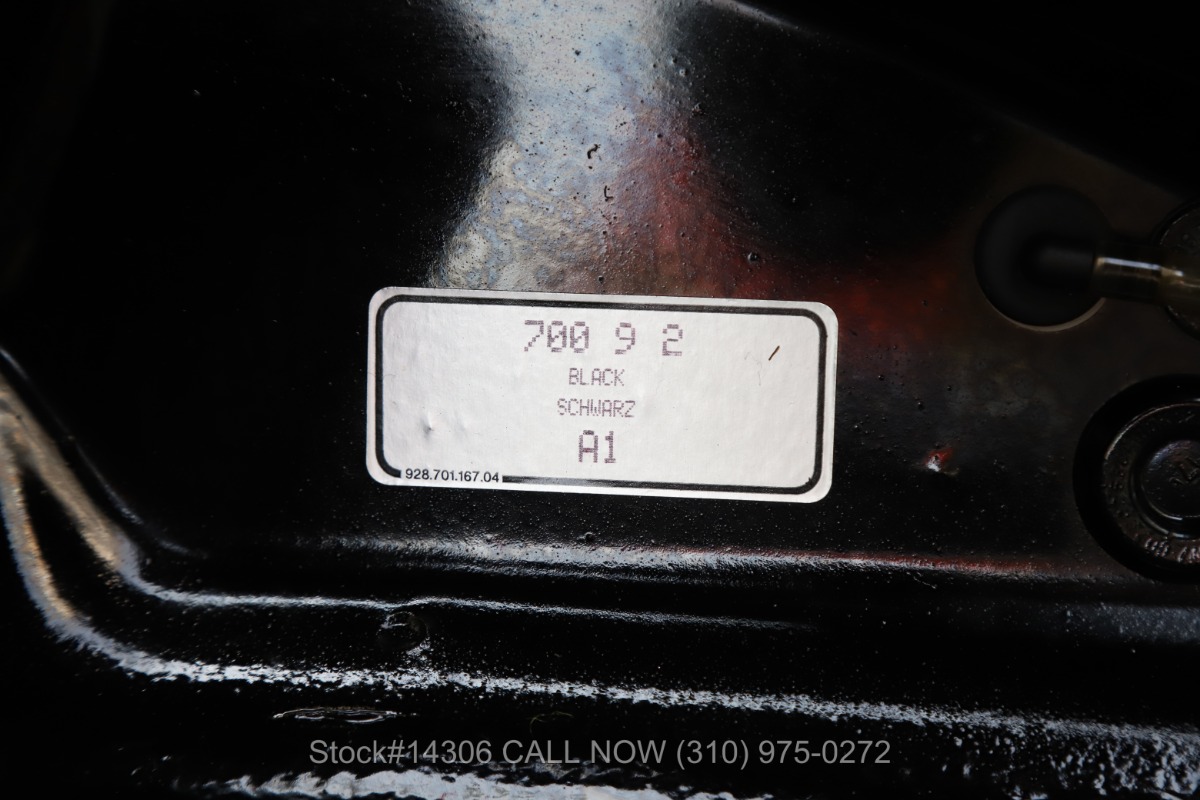 700 9 2
BLACK
SCHWARZ
A1
928.701.167.04
Stock#14306 CALL NOW (310) 975-0272